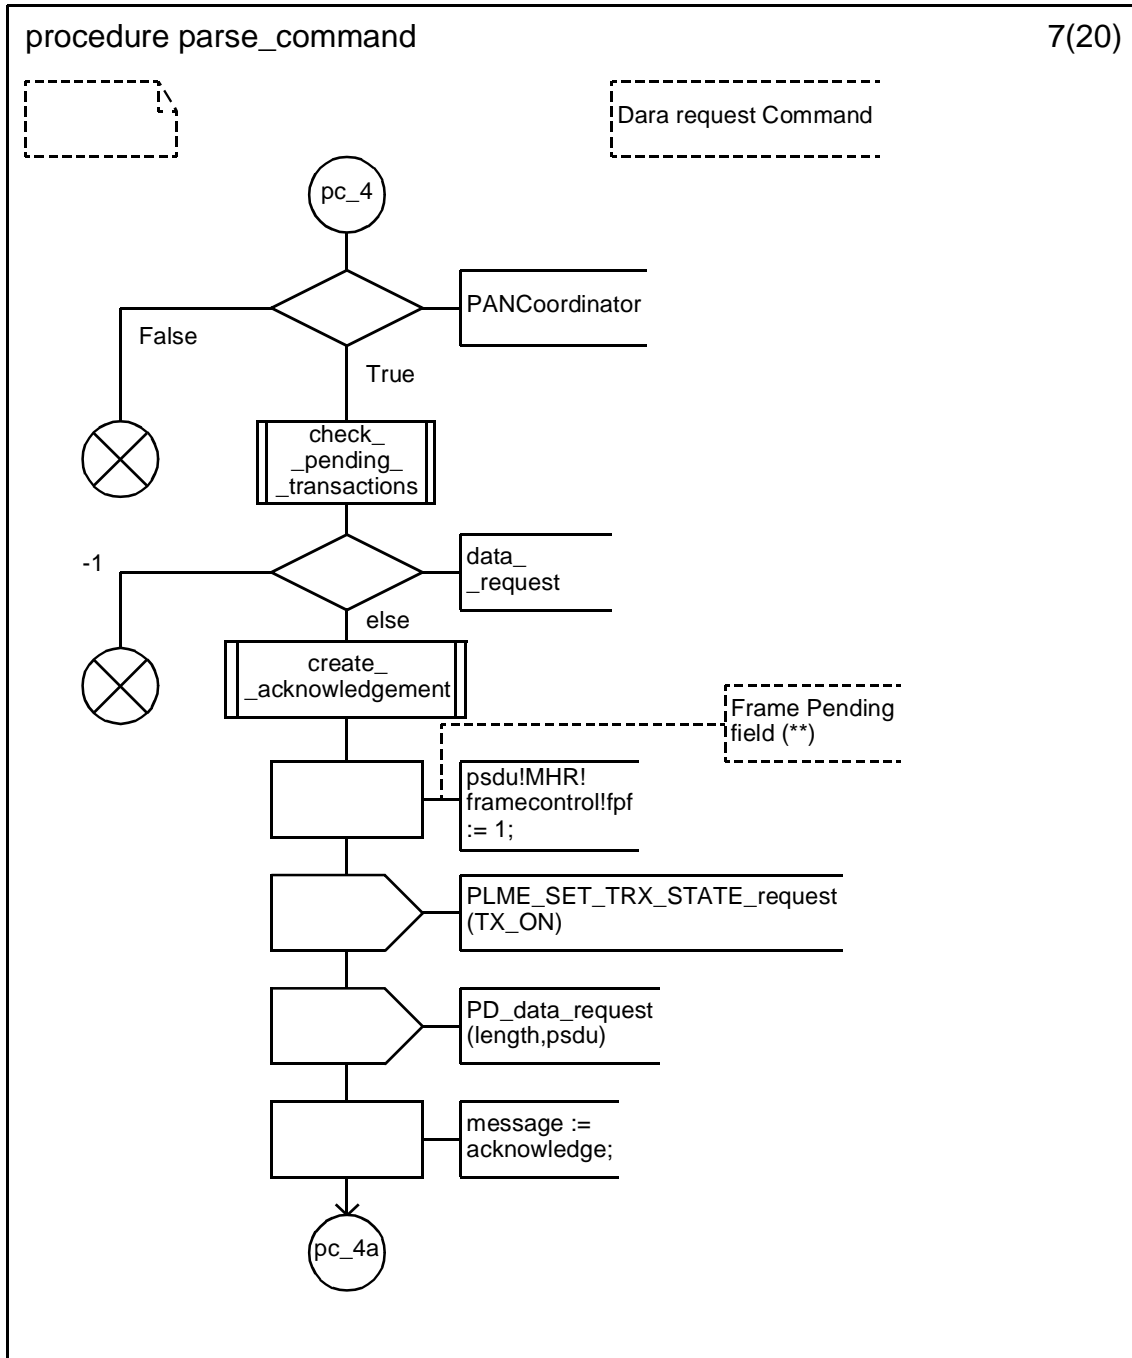 procedure parse_command
7(20)
Dara request Command
pc_4
PANCoordinator
False
True
check_
_pending_
_transactions
-1
data_
_request
else
create_
_acknowledgement
Frame Pending
field (**)
psdu!MHR!
framecontrol!fpf
:= 1;
PLME_SET_TRX_STATE_request
(TX_ON)
PD_data_request
(length,psdu)
message :=
acknowledge;
pc_4a